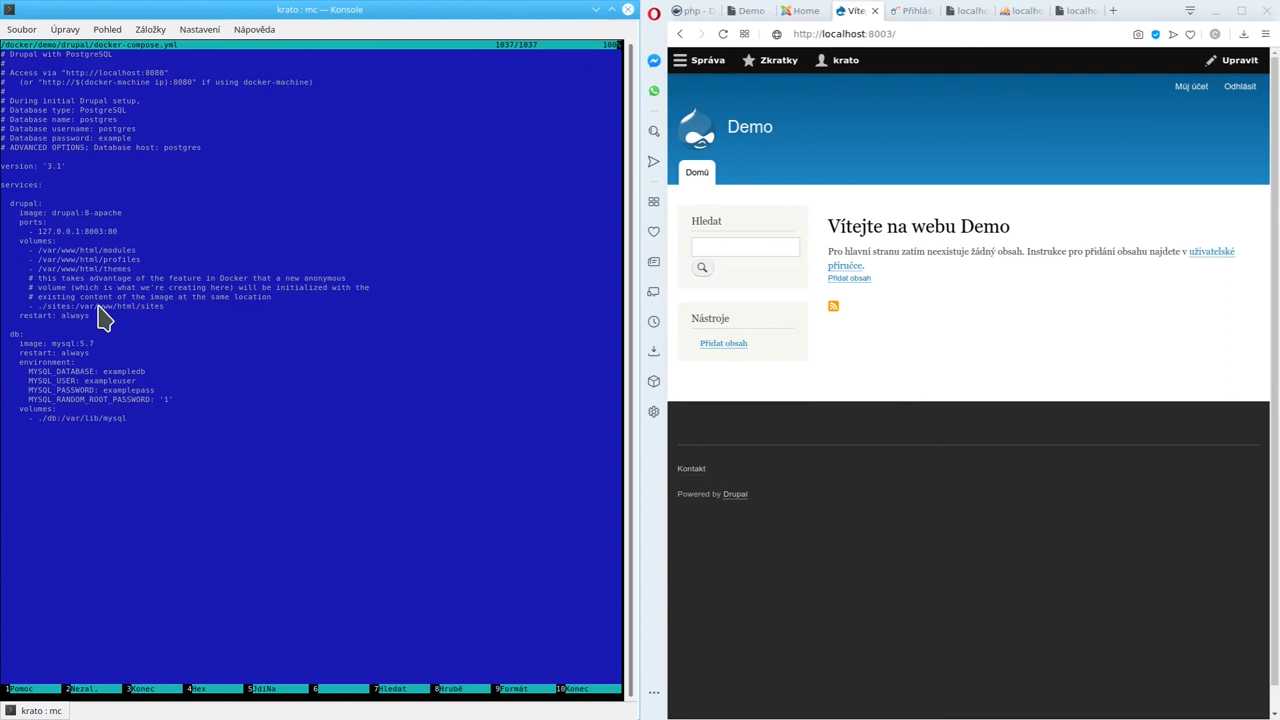 krato : mc — Konsole
Soubor Úpravy Pohled Záložky Nastavení Nápověda
/docker/demo/drupal/docker-compose.yml 1037/1037 100%
# Drupal with PostgreSQL
#
# Access via "http://localhost:8080"
#   (or "http://$(docker-machine ip):8080" if using docker-machine)
#
# During initial Drupal setup,
# Database type: PostgreSQL
# Database name: postgres
# Database username: postgres
# Database password: example
# ADVANCED OPTIONS; Database host: postgres
version: '3.1'
services:
  drupal:
    image: drupal:8-apache
    ports:
      - 127.0.0.1:8003:80
    volumes:
      - /var/www/html/modules
      - /var/www/html/profiles
      - /var/www/html/themes
      # this takes advantage of the feature in Docker that a new anonymous
      # volume (which is what we're creating here) will be initialized with the
      # existing content of the image at the same location
      - ./sites:/var/www/html/sites
    restart: always
  db:
    image: mysql:5.7
    restart: always
    environment:
      MYSQL_DATABASE: exampledb
      MYSQL_USER: exampleuser
      MYSQL_PASSWORD: examplepass
      MYSQL_RANDOM_ROOT_PASSWORD: '1'
    volumes:
      - ./db:/var/lib/mysql
1Pomoc 2Nezal. 3Konec 4Hex 5JdiNa 6 7Hledat 8Hrubě 9Formát 10Konec
krato : mc
php - D Demo Home Víte Přihlás localho localho localho
http://localhost:8003/
Správa Zkratky krato Upravit
Můj účet Odhlásit
Demo
Domů
Hledat
Nástroje
Přidat obsah
Vítejte na webu Demo
Pro hlavní stranu zatím neexistuje žádný obsah. Instrukce pro přidání obsahu najdete v uživatelské
příručce.
Přidat obsah
Kontakt
Powered by Drupal